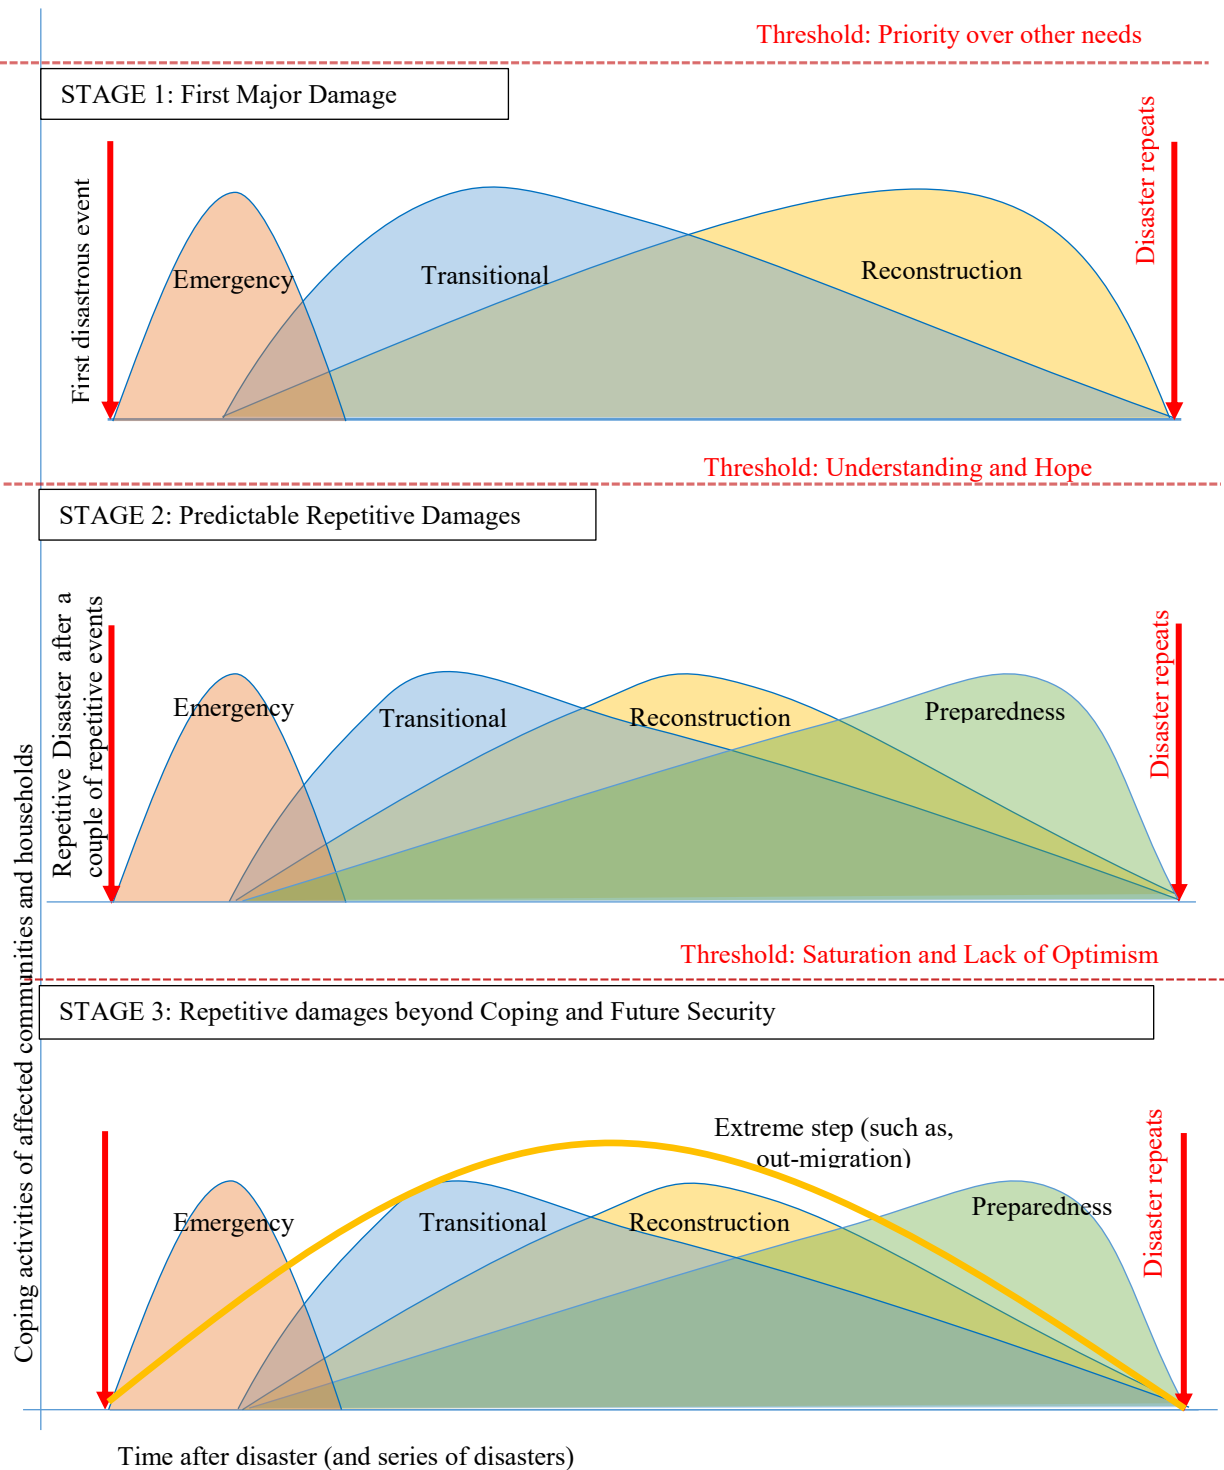 Threshold: Priority over other needs
STAGE 1: First Major Damage
First disastrous event
Emergency
Transitional
Reconstruction
Disaster repeats
Threshold: Understanding and Hope
STAGE 2: Predictable Repetitive Damages
Repetitive Disaster after a
couple of repetitive events
Emergency
Transitional
Reconstruction
Preparedness
Disaster repeats
Threshold: Saturation and Lack of Optimism
STAGE 3: Repetitive damages beyond Coping and Future Security
Extreme step (such as,
out-migration)
Emergency
Transitional
Reconstruction
Preparedness
Disaster repeats
Coping activities of affected communities and households
Time after disaster (and series of disasters)